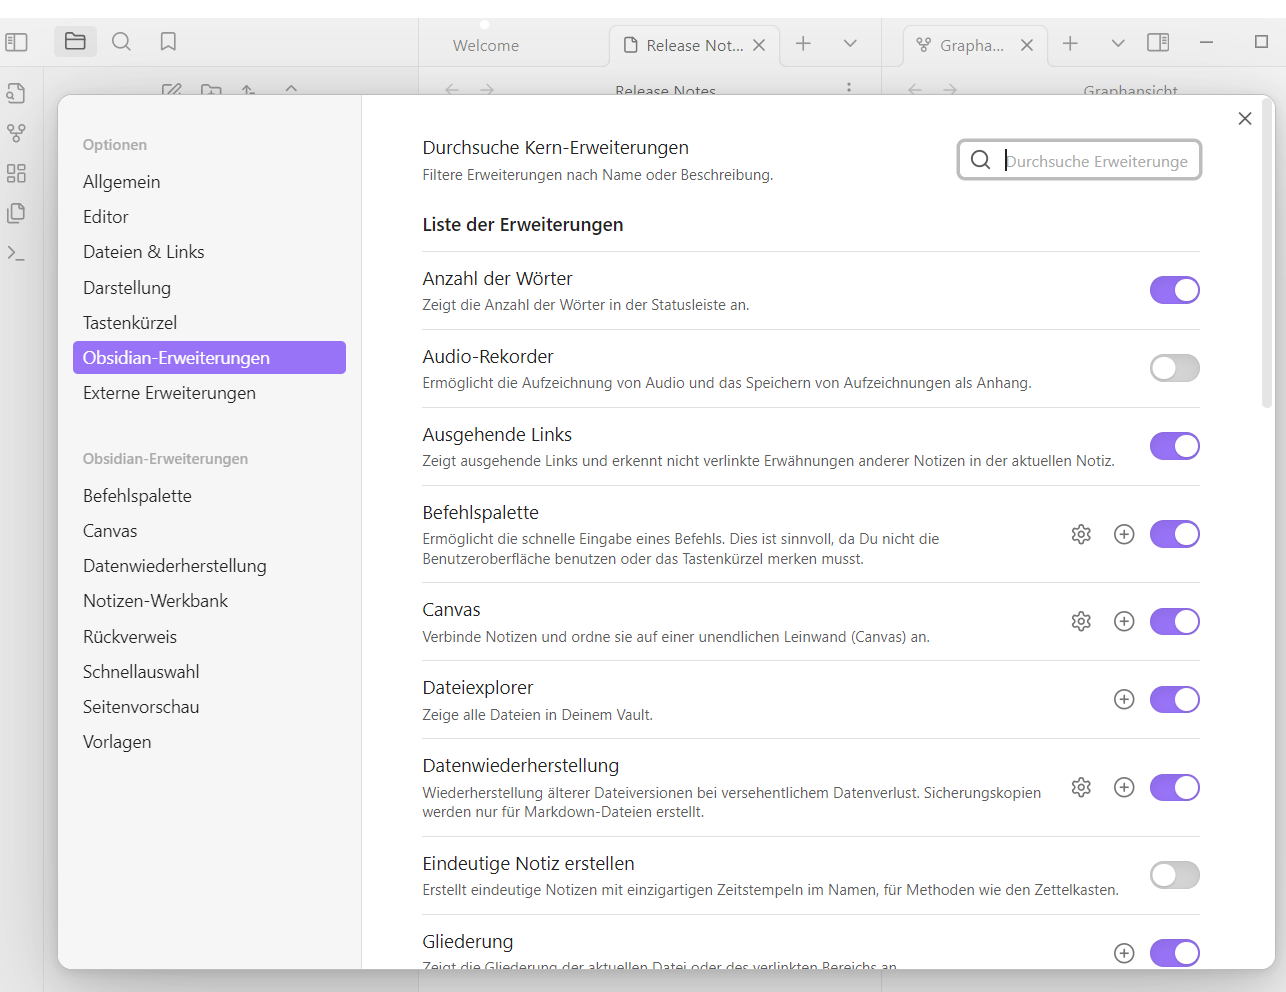 Welcome
Release Not...
Grapha...
Release Notes
Graphansicht
Optionen
Allgemein
Editor
Dateien & Links
Darstellung
Tastenkürzel
Obsidian-Erweiterungen
Externe Erweiterungen
Obsidian-Erweiterungen
Befehlspalette
Canvas
Datenwiederherstellung
Notizen-Werkbank
Rückverweis
Schnellauswahl
Seitenvorschau
Vorlagen
Durchsuche Kern-Erweiterungen
Filtere Erweiterungen nach Name oder Beschreibung.
Durchsuche Erweiterunge
Liste der Erweiterungen
Anzahl der Wörter
Zeigt die Anzahl der Wörter in der Statusleiste an.
Audio-Rekorder
Ermöglicht die Aufzeichnung von Audio und das Speichern von Aufzeichnungen als Anhang.
Ausgehende Links
Zeigt ausgehende Links und erkennt nicht verlinkte Erwähnungen anderer Notizen in der aktuellen Notiz.
Befehlspalette
Ermöglicht die schnelle Eingabe eines Befehls. Dies ist sinnvoll, da Du nicht die
Benutzeroberfläche benutzen oder das Tastenkürzel merken musst.
Canvas
Verbinde Notizen und ordne sie auf einer unendlichen Leinwand (Canvas) an.
Dateiexplorer
Zeige alle Dateien in Deinem Vault.
Datenwiederherstellung
Wiederherstellung älterer Dateiversionen bei versehentlichem Datenverlust. Sicherungskopien
werden nur für Markdown-Dateien erstellt.
Eindeutige Notiz erstellen
Erstellt eindeutige Notizen mit einzigartigen Zeitstempeln im Namen, für Methoden wie den Zettelkasten.
Gliederung
Zeigt die Gliederung der aktuellen Datei oder des verlinkten Bereichs an.